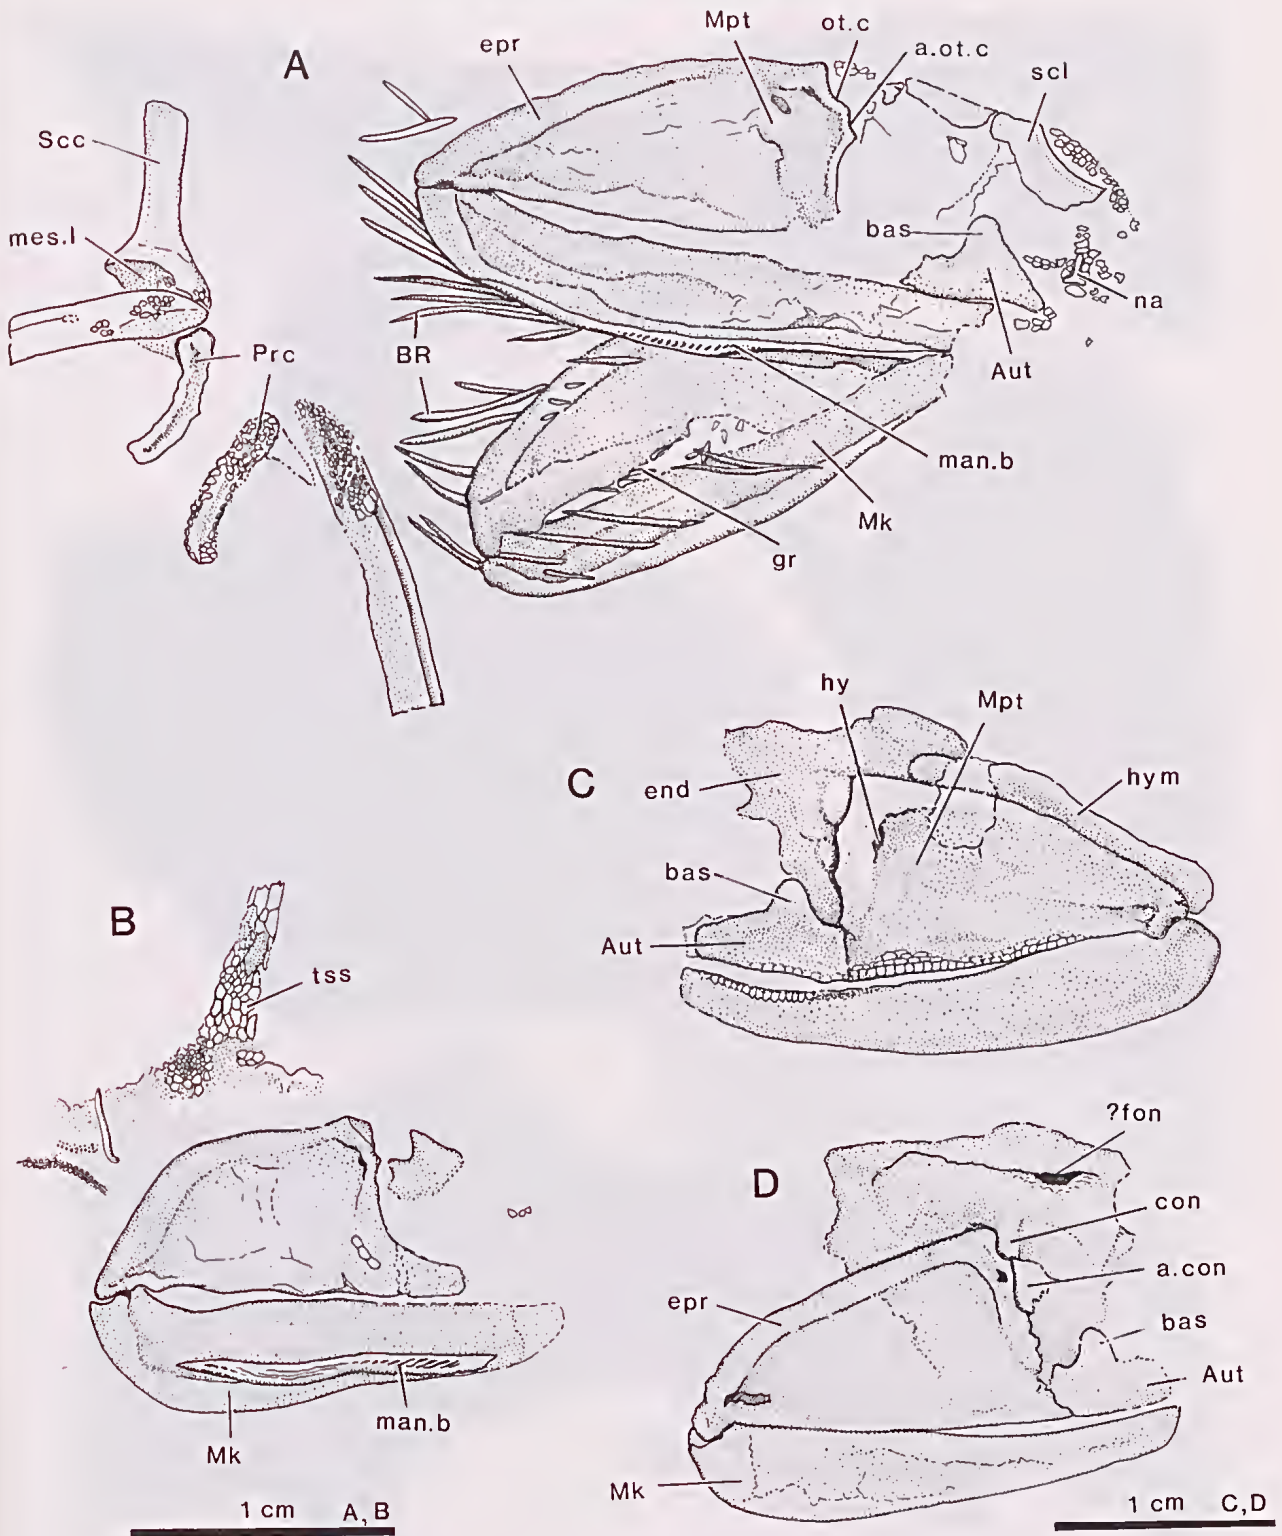 A
epr
Mpt
ot.c
a.ot.c
scl
Scc
mes.l
bas
na
Prc
BR
Aut
man.b
Mk
gr
C
hy
Mpt
end
hym
bas
Aut
B
tss
man.b
Mk
1 cm A, B
D
?fon
con
a.con
epr
bas
Aut
Mk
1 cm C, D